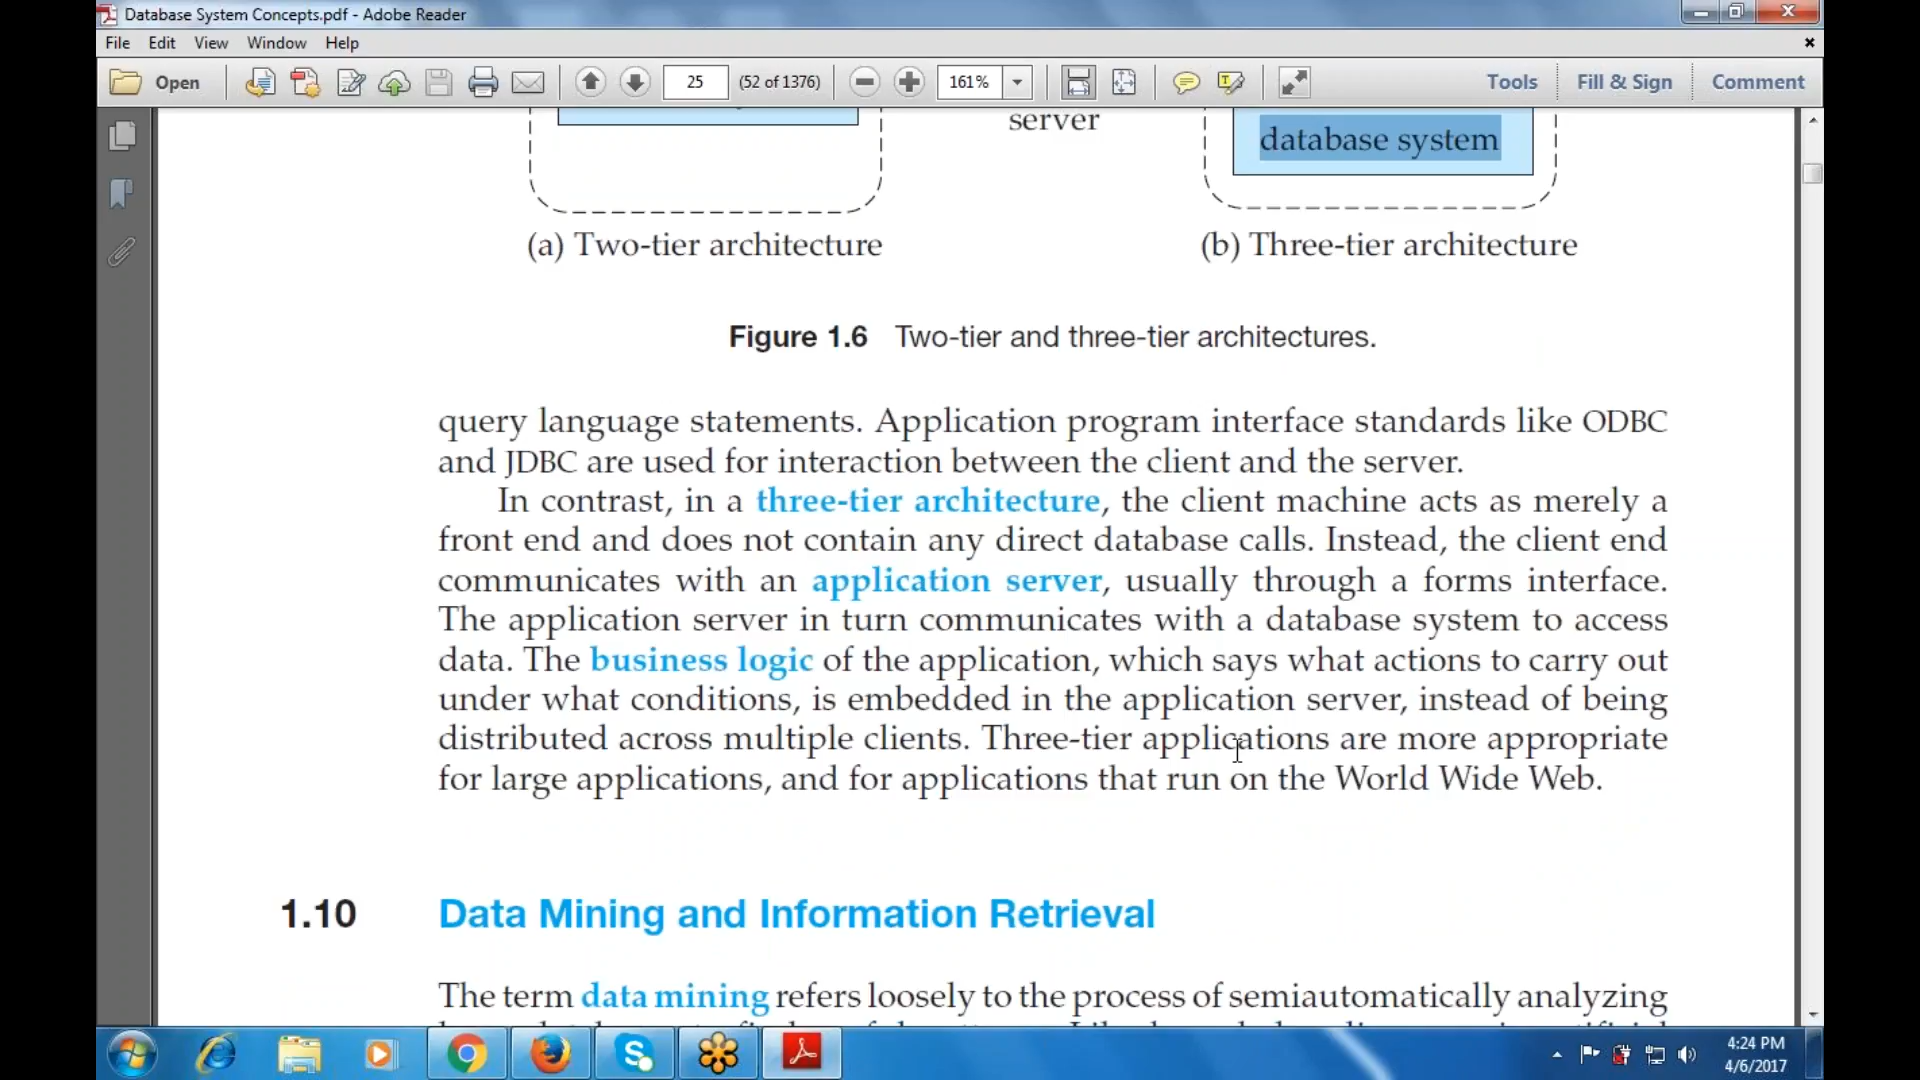 Database System Concepts.pdf - Adobe Reader
File Edit View Window Help
Open 25 (52 of 1376) 161% Tools Fill & Sign Comment
server
database system
(a) Two-tier architecture
(b) Three-tier architecture
Figure 1.6 Two-tier and three-tier architectures.
query language statements. Application program interface standards like ODBC
and JDBC are used for interaction between the client and the server.
In contrast, in a three-tier architecture, the client machine acts as merely a
front end and does not contain any direct database calls. Instead, the client end
communicates with an application server, usually through a forms interface.
The application server in turn communicates with a database system to access
data. The business logic of the application, which says what actions to carry out
under what conditions, is embedded in the application server, instead of being
distributed across multiple clients. Three-tier applications are more appropriate
for large applications, and for applications that run on the World Wide Web.
1.10 Data Mining and Information Retrieval
The term data mining refers loosely to the process of semiautomatically analyzing
4:24 PM
4/6/2017